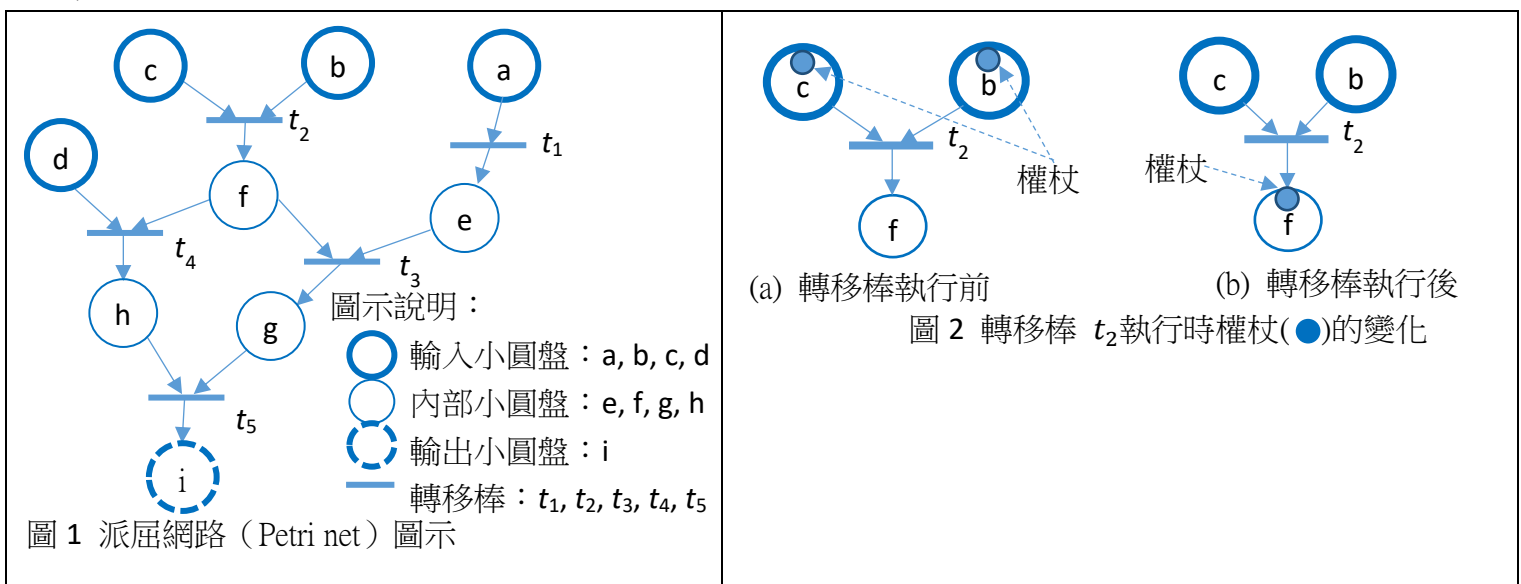 c
b
a
t2
t1
d
f
e
t4
t3
h
g
圖示說明：
輸入小圓盤：a, b, c, d
內部小圓盤：e, f, g, h
t5
輸出小圓盤：i
i
轉移棒：t1, t2, t3, t4, t5
圖 1 派屈網路（Petri net）圖示
c
b
t2
權杖
f
(a) 轉移棒執行前
c
b
t2
權杖
f
(b) 轉移棒執行後
圖 2 轉移棒 t2執行時權杖(●)的變化